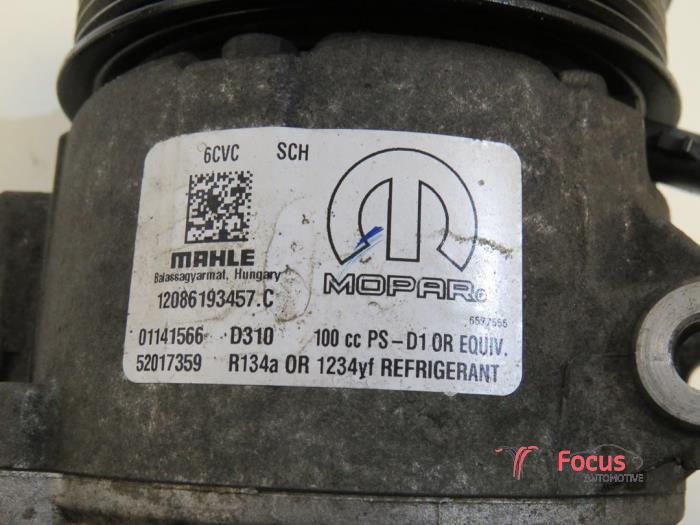 6CVC SCH
MAHLE
Balassagyarmat, Hungary
12086193457.C
MOPAR
01141566 D310 100 cc PS-D1 OR EQUIV.
52017359 R134a OR 1234yf REFRIGERANT
Focus
AUTOMOTIVE